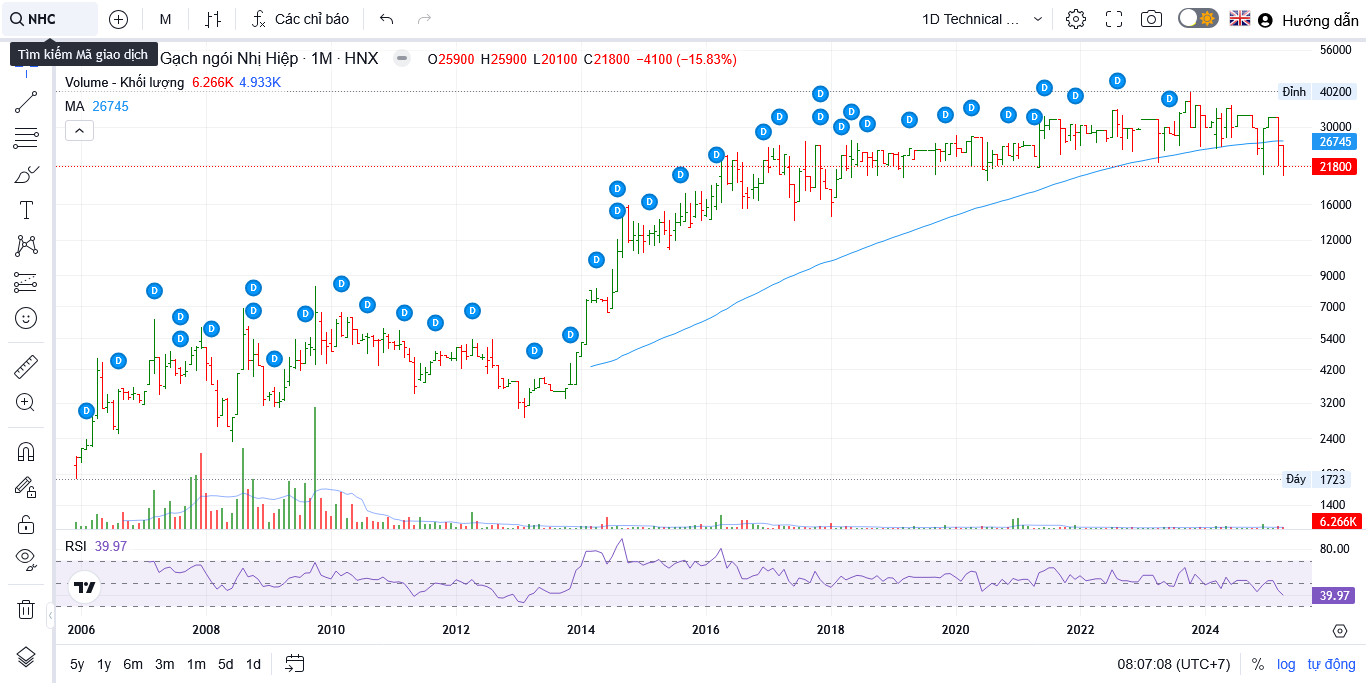 NHC
M
Các chỉ báo
1D Technical ...
Hướng dẫn
Tìm kiếm Mã giao dịch
Gạch ngói Nhị Hiệp · 1M · HNX
O25900 H25900 L20100 C21800 −4100 (−15.83%)
Volume - Khối lượng 6.266K 4.933K
MA 26745
56000
Đỉnh 40200
30000
26745
21800
16000
12000
9000
7000
5400
4200
3200
2400
Đáy 1723
1400
6.266K
D D D D D D D D D D D D D D D D D D D D D D D D D D D D D D D D D D D D D D D D D
RSI 39.97
80.00
39.97
2006 2008 2010 2012 2014 2016 2018 2020 2022 2024
5y 1y 6m 3m 1m 5d 1d
08:07:08 (UTC+7) % log tự động